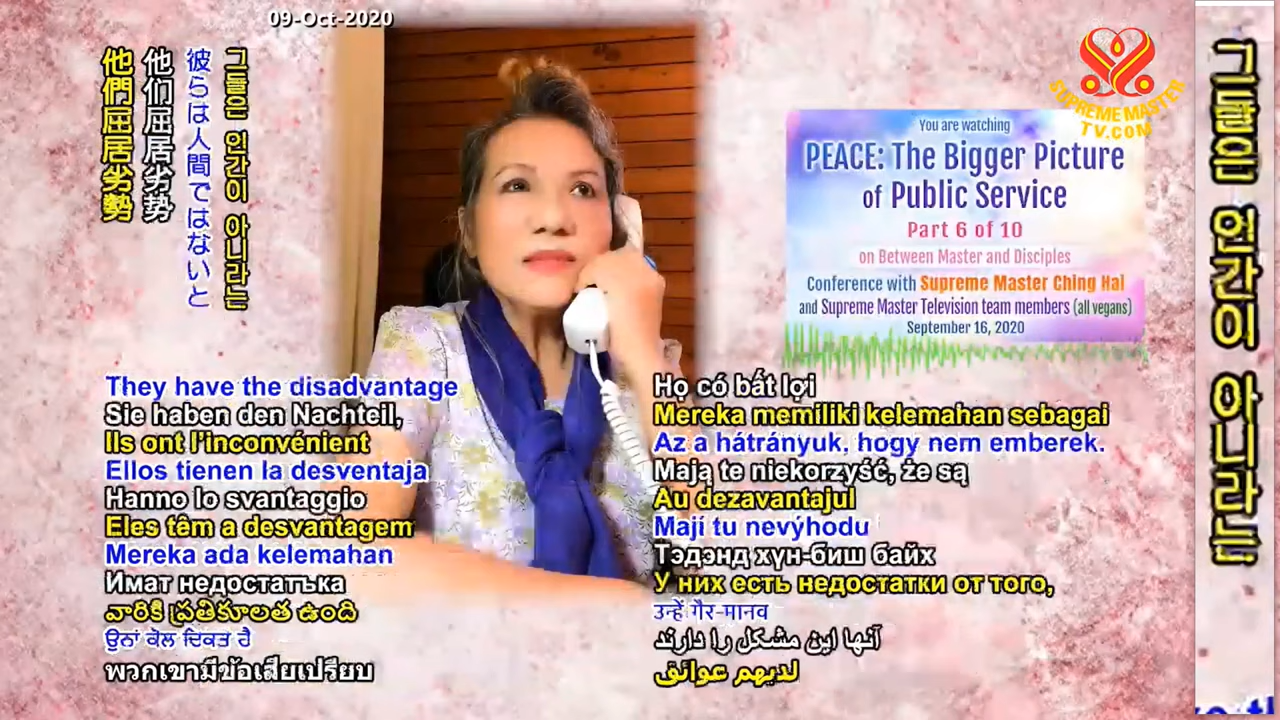 09-Oct-2020
SUPREME MASTER
TV.COM
그들은 인간이 아니라는
彼らは人間ではないと
他们屈居劣势
他們屈居劣勢
You are watching
PEACE: The Bigger Picture
of Public Service
Part 6 of 10
on Between Master and Disciples
Conference with Supreme Master Ching Hai
and Supreme Master Television team members (all vegans)
September 16, 2020
They have the disadvantage
Sie haben den Nachteil,
Ils ont l'inconvénient
Ellos tienen la desventaja
Hanno lo svantaggio
Eles têm a desvantagem
Mereka ada kelemahan
Имат недостатъка
వారికి ప్రతికూలత ఉంది
ਉਨਾਂ ਕੋਲ ਦਿਕਤ ਹੈ
พวกเขามีข้อเสียเปรียบ
Họ có bất lợi
Mereka memiliki kelemahan sebagai
Az a hátrányuk, hogy nem emberek.
Mają te niekorzyść, że są
Au dezavantajul
Mají tu nevýhodu
Тэдэнд хүн-биш байх
У них есть недостатки от того,
उन्हें गैर-मानव
آنها این مشکل را دارند
لديهم عوائق
그들은 인간이 아니라는